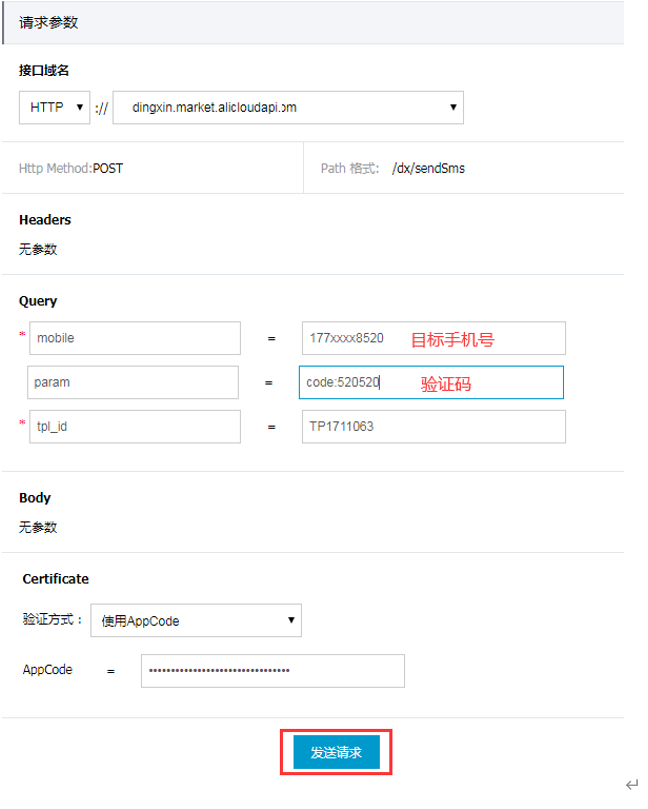 请求参数
接口域名
HTTP :// dingxin.market.alicloudapi.om
Http Method:POST Path 格式: /dx/sendSms
Headers
无参数
Query
* mobile = 177xxxx8520 目标手机号
param = code:520520 验证码
* tpl_id = TP1711063
Body
无参数
Certificate
验证方式： 使用AppCode
AppCode = ••••••••••••••••••••••••••••••••
发送请求